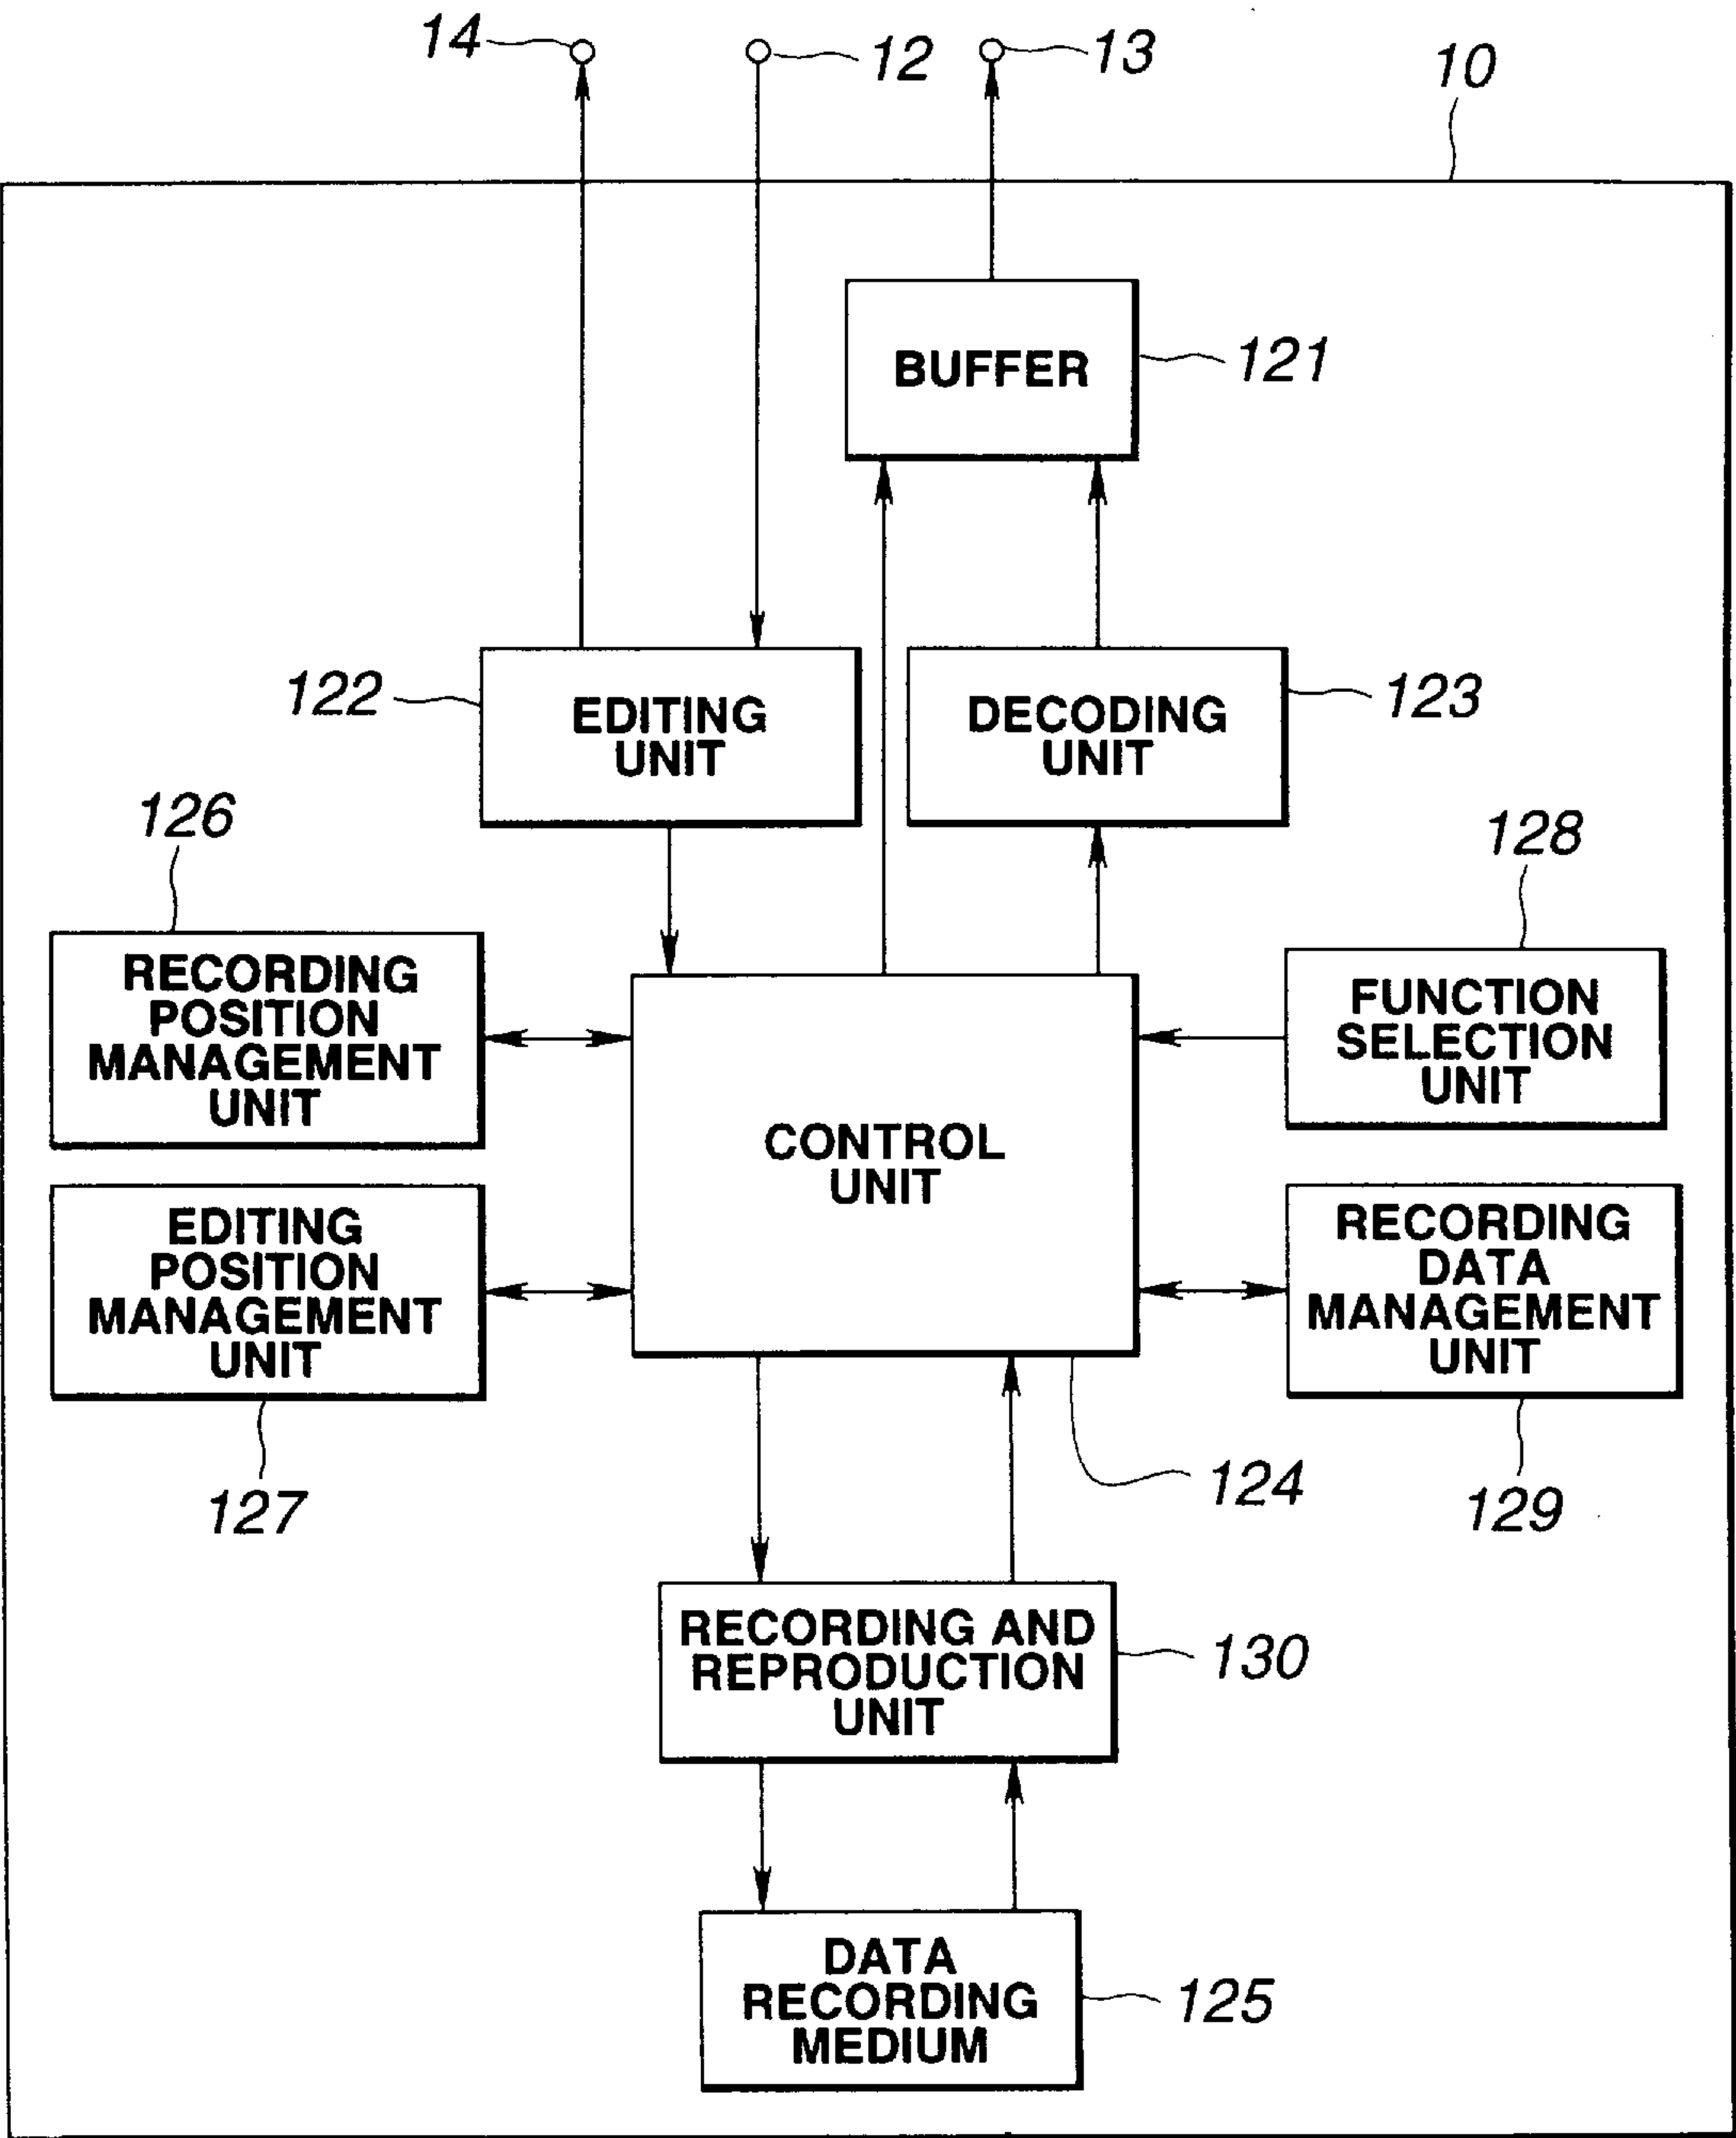 14
12
13
10
BUFFER
121
122
EDITING
UNIT
DECODING
UNIT
123
126
128
RECORDING
POSITION
MANAGEMENT
UNIT
FUNCTION
SELECTION
UNIT
CONTROL
UNIT
EDITING
POSITION
MANAGEMENT
UNIT
RECORDING
DATA
MANAGEMENT
UNIT
127
124
129
RECORDING AND
REPRODUCTION
UNIT
130
DATA
RECORDING
MEDIUM
125